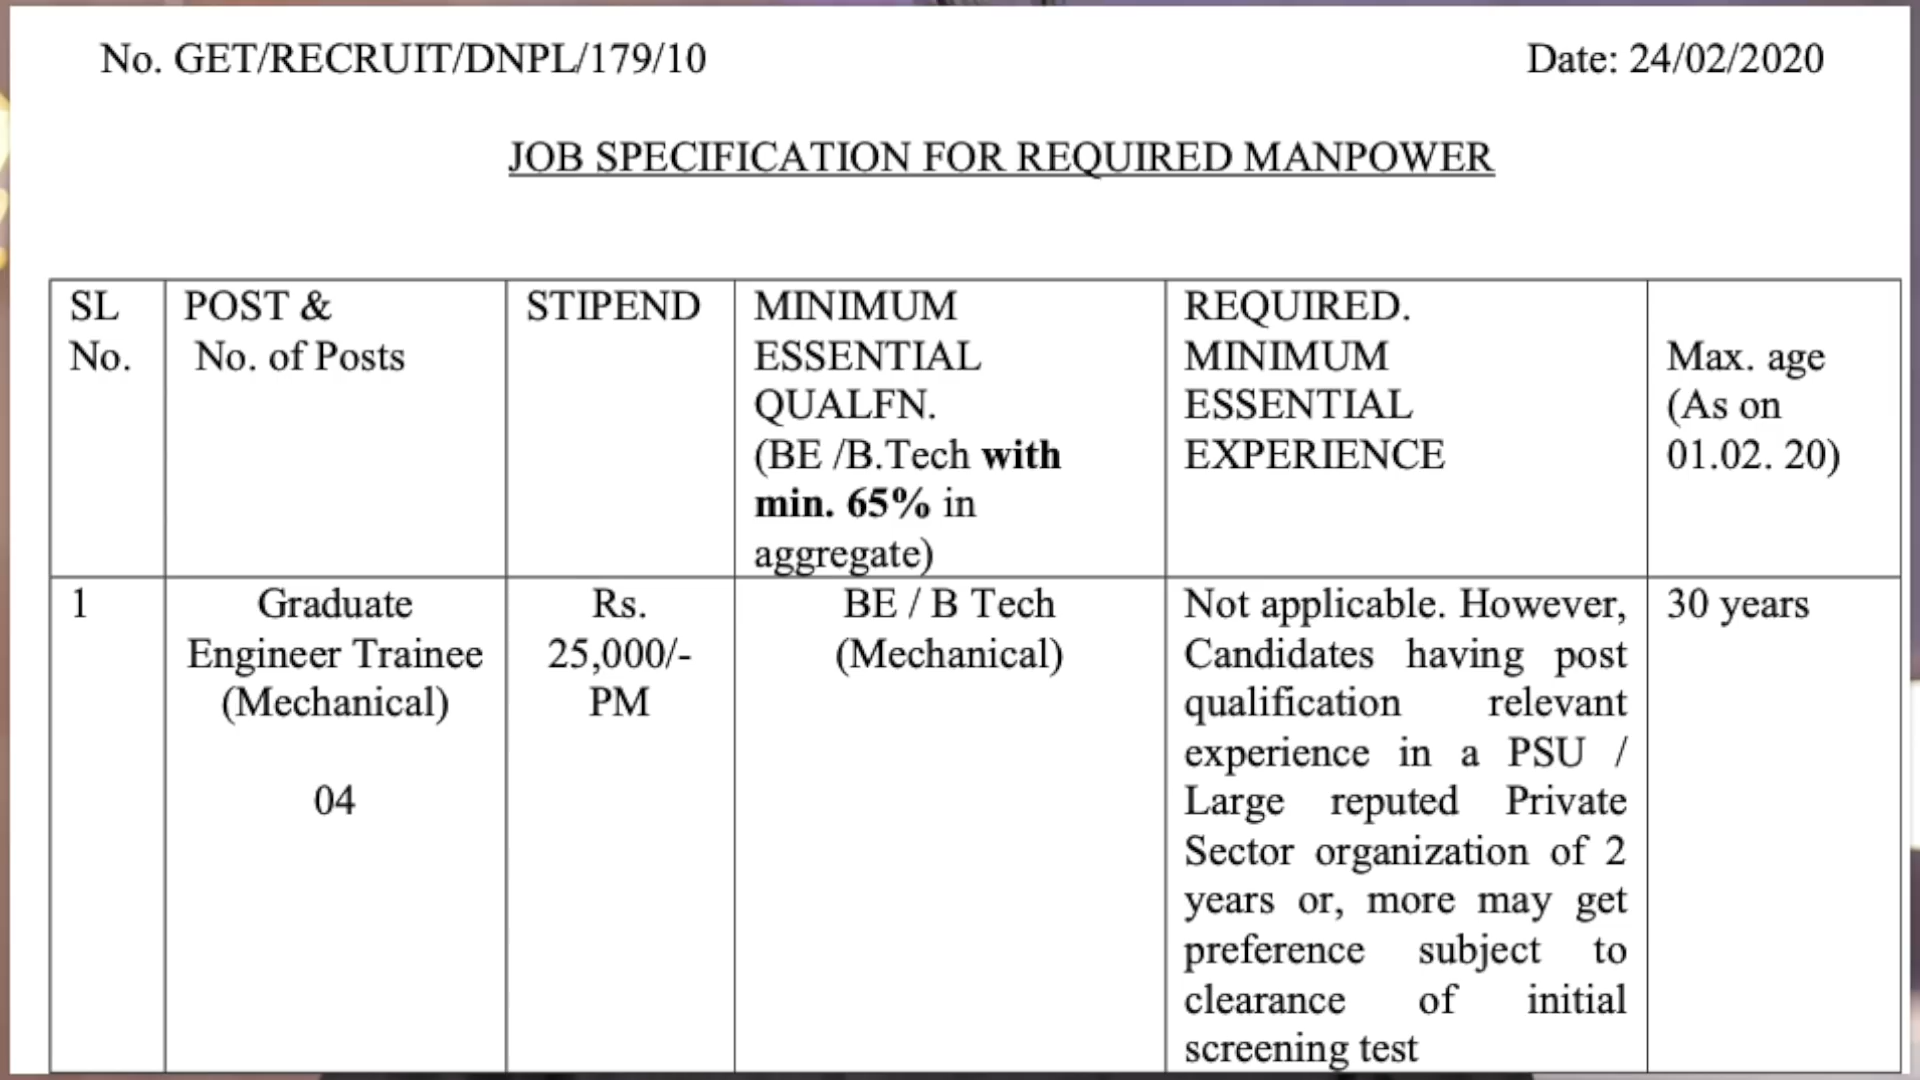 No. GET/RECRUIT/DNPL/179/10
Date: 24/02/2020
JOB SPECIFICATION FOR REQUIRED MANPOWER
SL
No.
POST &
No. of Posts
STIPEND
MINIMUM
ESSENTIAL
QUALFN.
(BE /B.Tech with
min. 65% in
aggregate)
REQUIRED.
MINIMUM
ESSENTIAL
EXPERIENCE
Max. age
(As on
01.02. 20)
1
Graduate
Engineer Trainee
(Mechanical)
04
Rs.
25,000/-
PM
BE / B Tech
(Mechanical)
Not applicable. However,
Candidates having post
qualification relevant
experience in a PSU /
Large reputed Private
Sector organization of 2
years or, more may get
preference subject to
clearance of initial
screening test
30 years